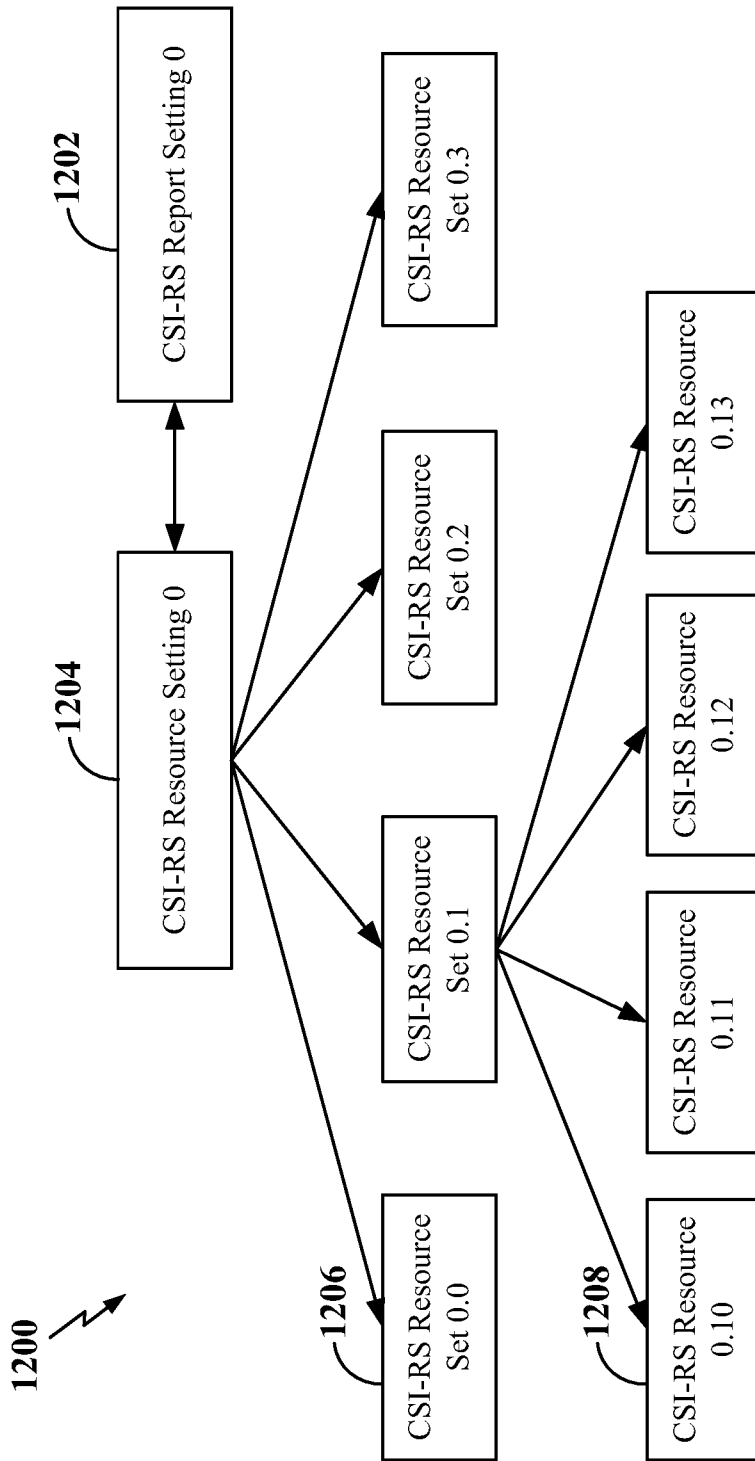 1200
1204
1202
CSI-RS Resource Setting 0
CSI-RS Report Setting 0
1206
CSI-RS Resource
Set 0.0
CSI-RS Resource
Set 0.1
CSI-RS Resource
Set 0.2
CSI-RS Resource
Set 0.3
1208
CSI-RS Resource
0.10
CSI-RS Resource
0.11
CSI-RS Resource
0.12
CSI-RS Resource
0.13